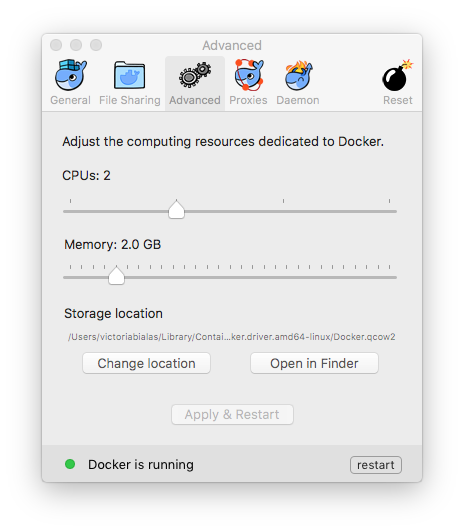 Advanced
General File Sharing Advanced Proxies Daemon Reset
Adjust the computing resources dedicated to Docker.
CPUs: 2
Memory: 2.0 GB
Storage location
/Users/victoriabialas/Library/Contai...ker.driver.amd64-linux/Docker.qcow2
Change location Open in Finder
Apply & Restart
Docker is running restart